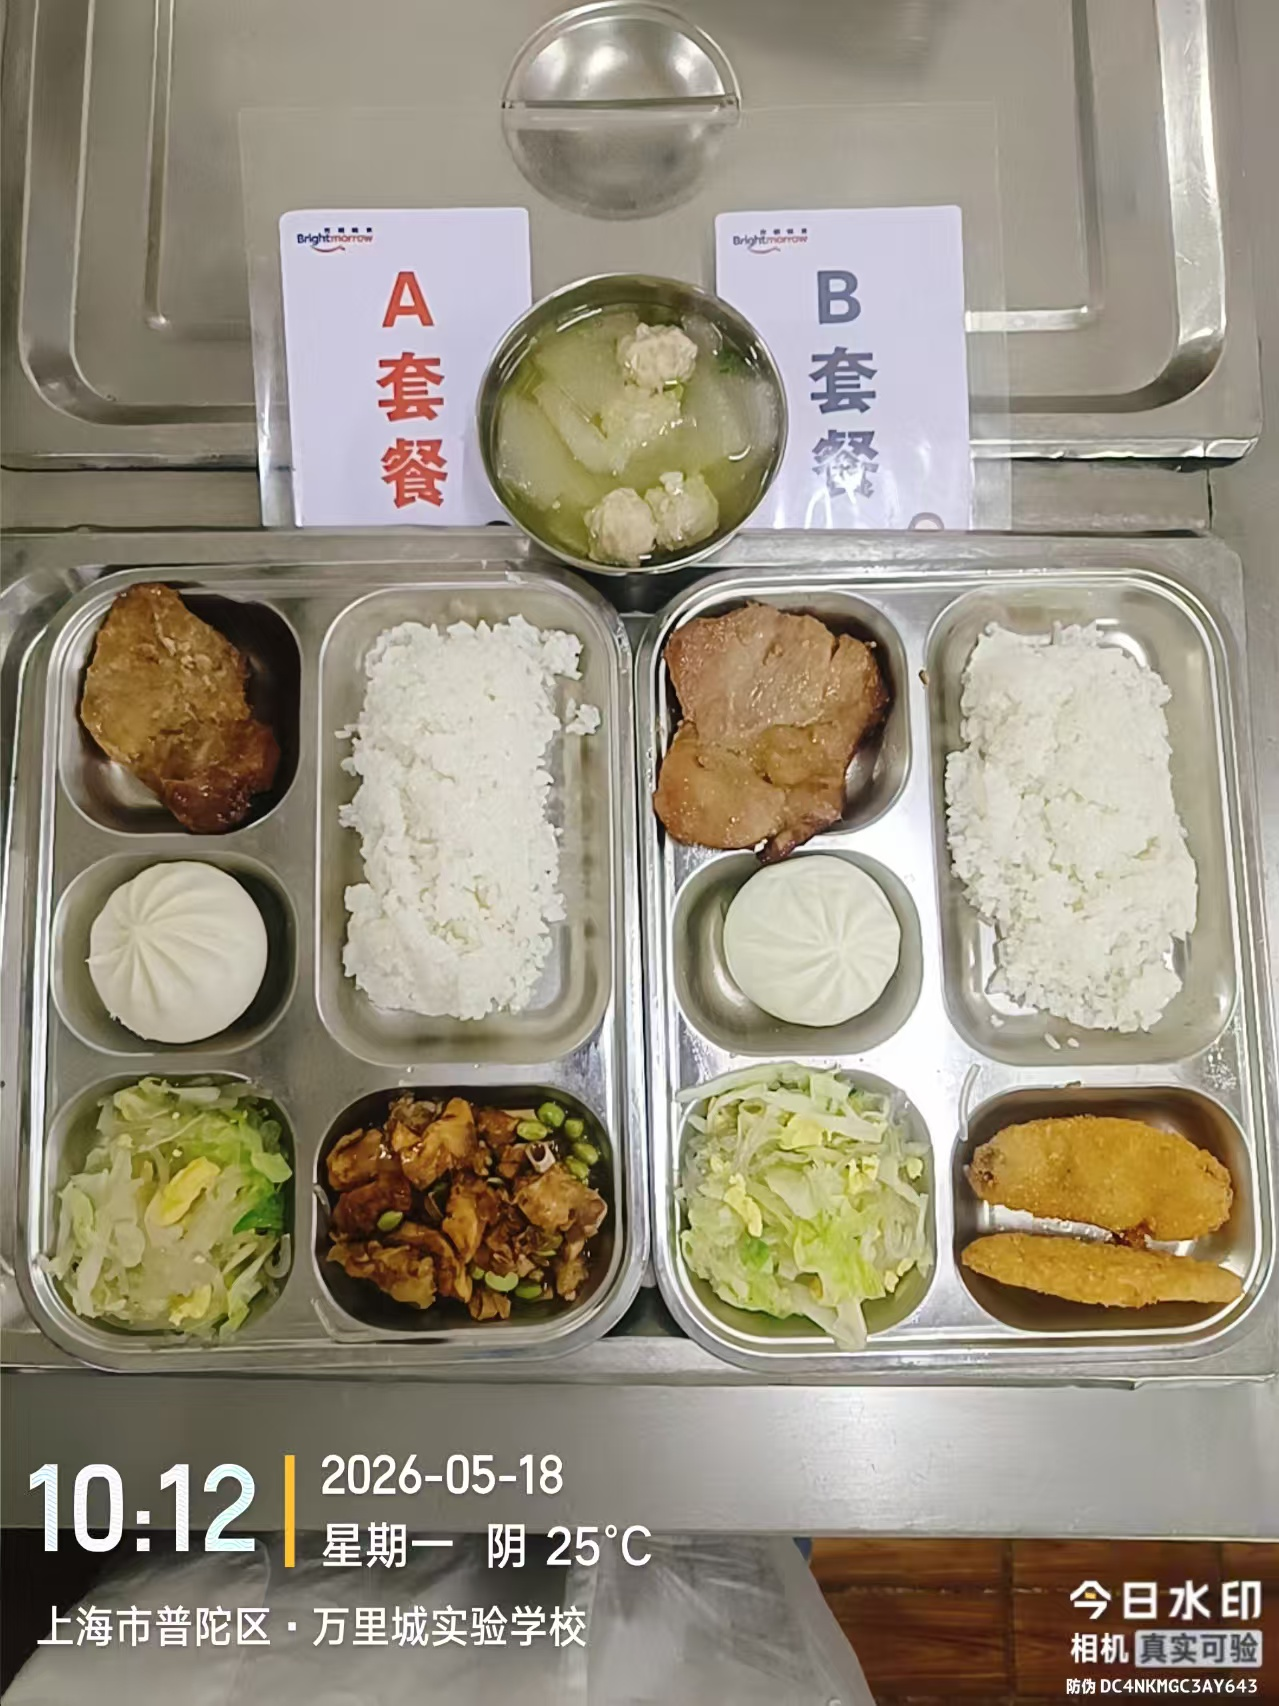 Brightmorrow
A
套
餐
Brightmorrow
B
套
餐
10:12
2026-05-18
星期一 阴 25°C
上海市普陀区·万里城实验学校
今日水印
相机 真实可验
防伪 DC4NKMGC3AY643